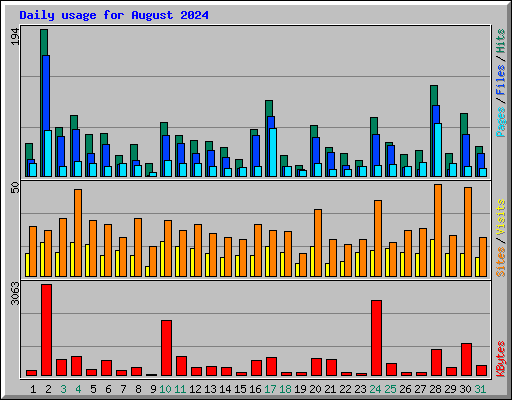 Daily usage for August 2024
194
Pages / Files / Hits
50
Sites / Visits
3063
KBytes
1 2 3 4 5 6 7 8 9 10 11 12 13 14 15 16 17 18 19 20 21 22 23 24 25 26 27 28 29 30 31